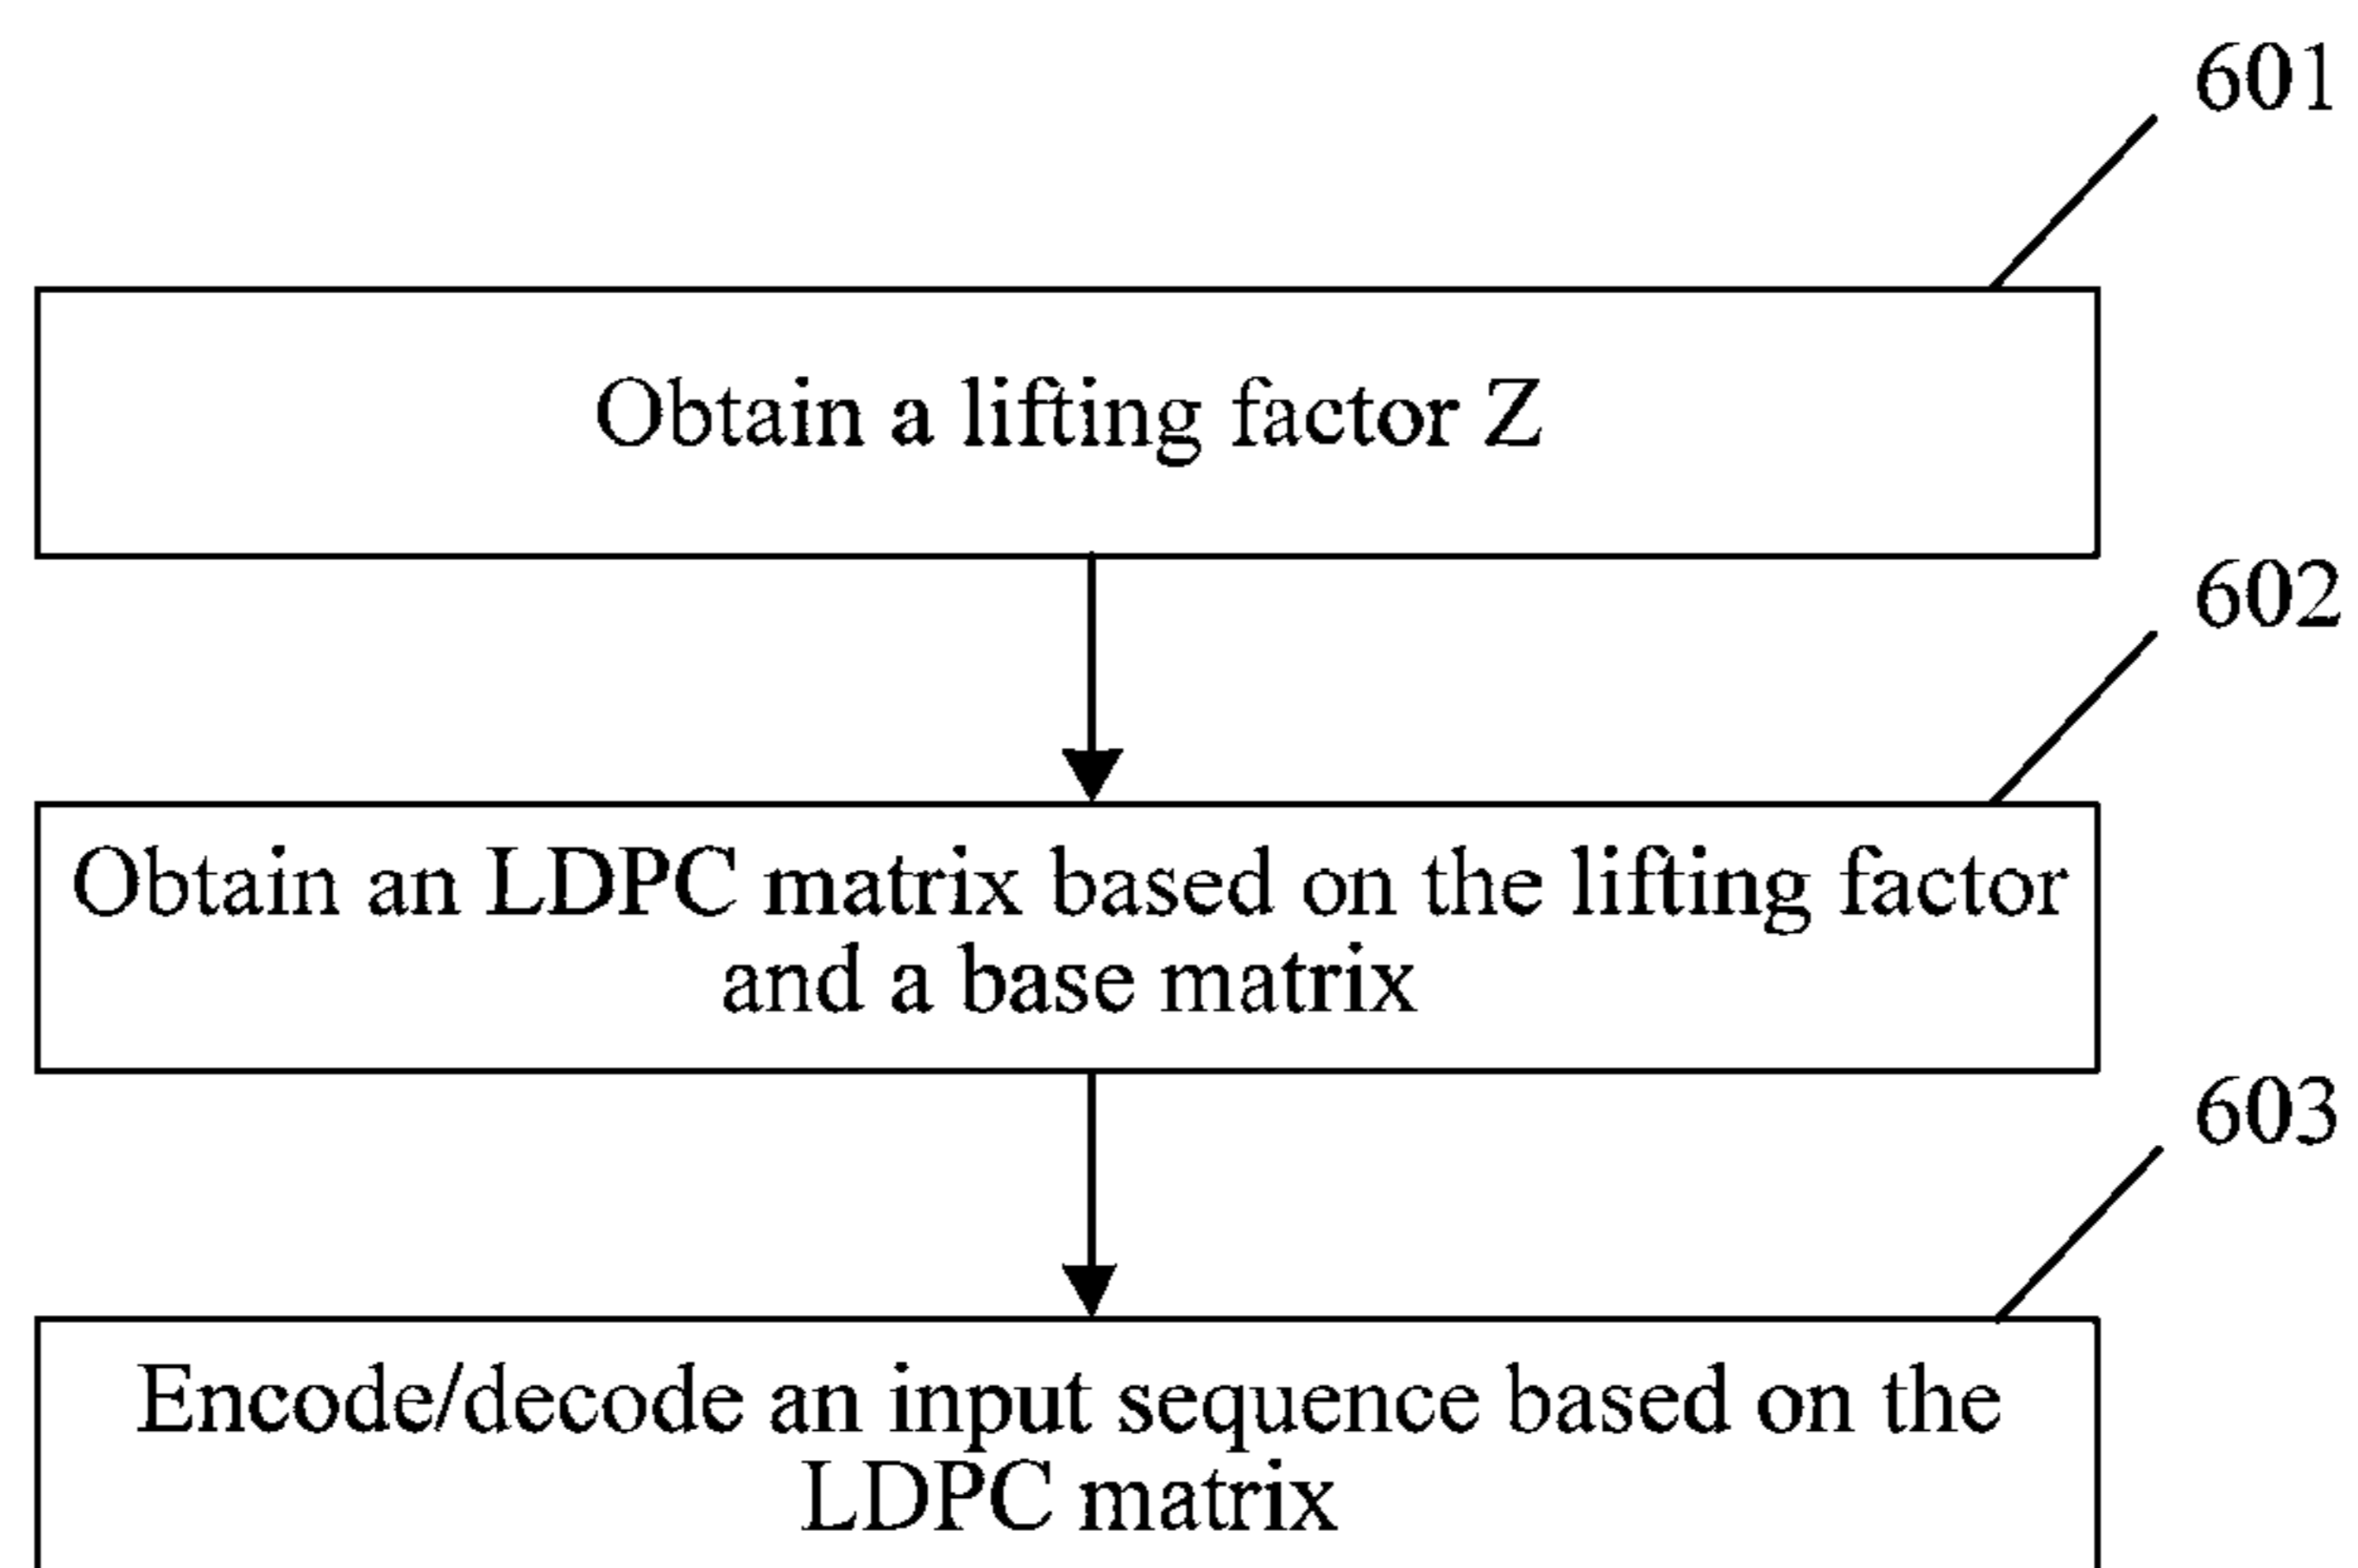 601
Obtain a lifting factor Z
602
Obtain an LDPC matrix based on the lifting factor
and a base matrix
603
Encode/decode an input sequence based on the
LDPC matrix